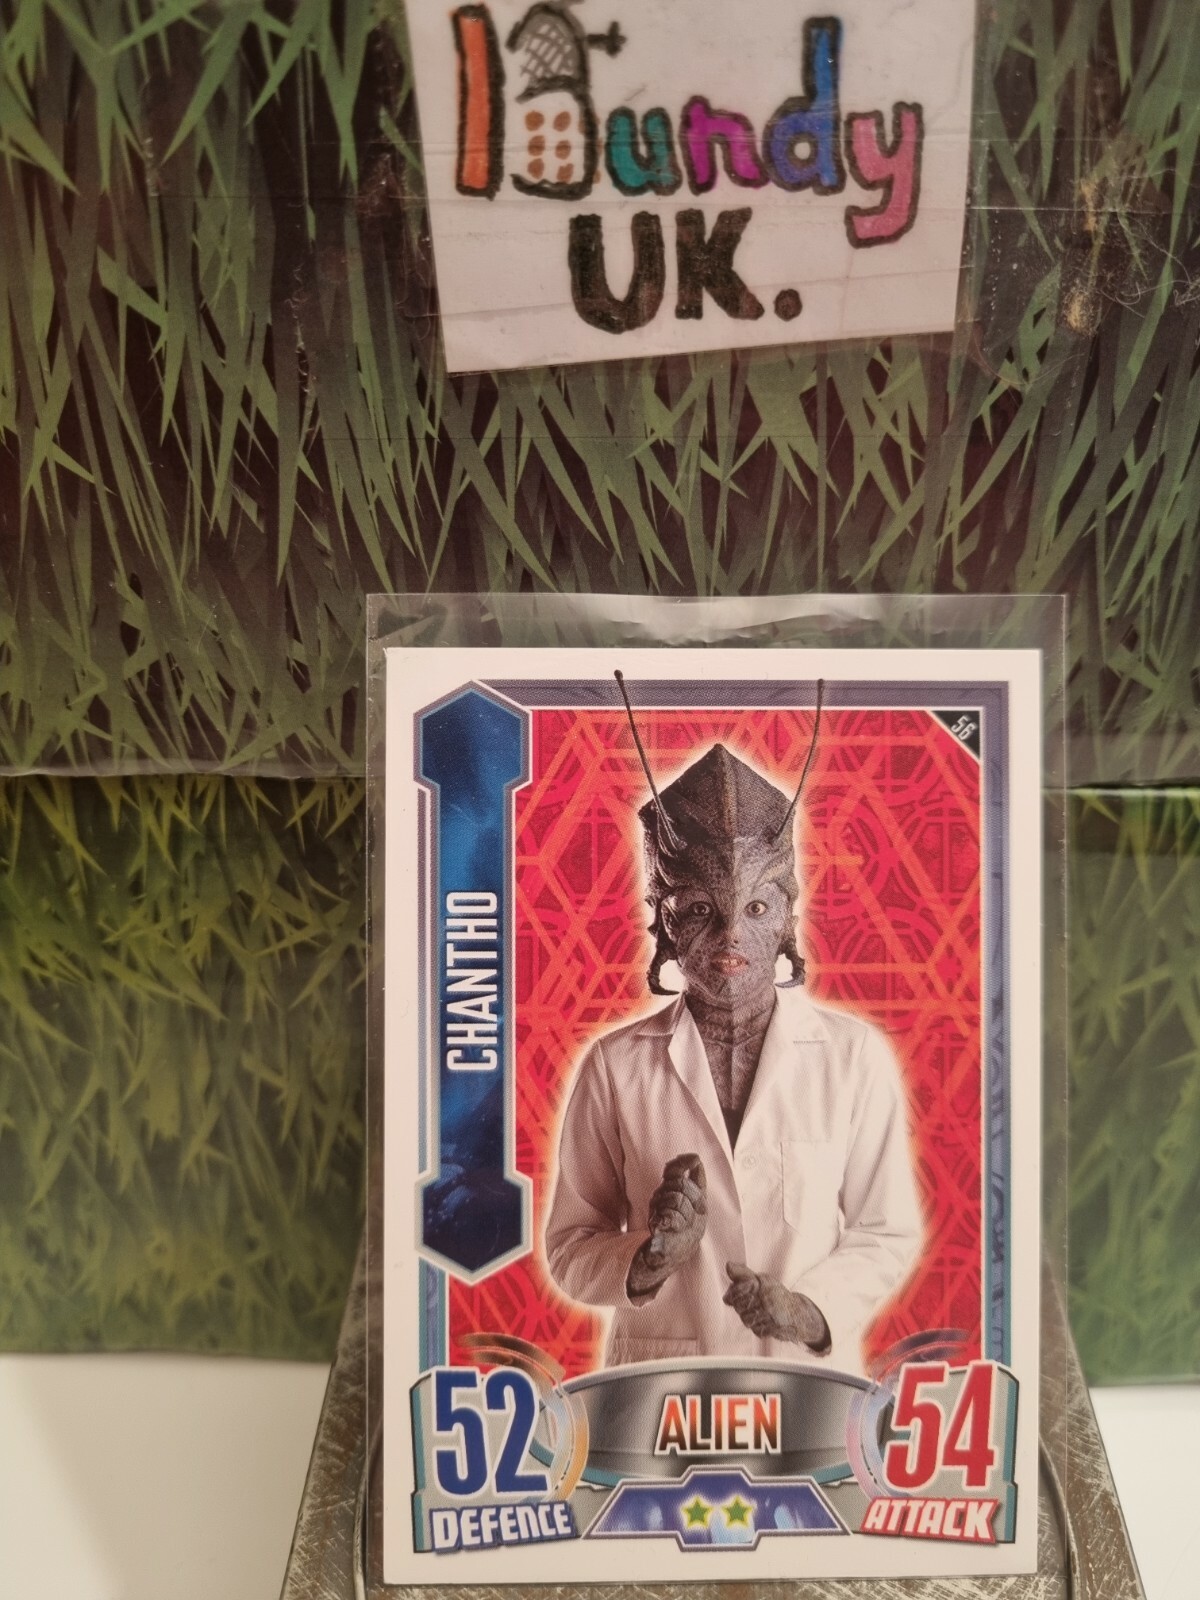 Bundy
UK.
56
CHANTHO
52
DEFENCE
ALIEN
54
ATTACK